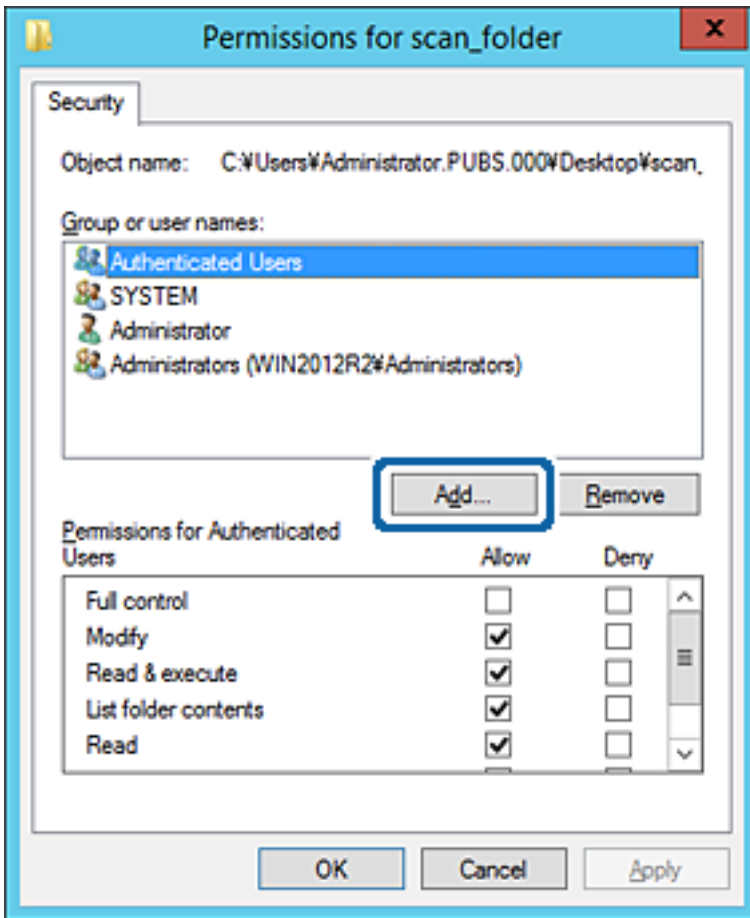 Permissions for scan_folder
x
Security
Object name: C:¥Users¥Administrator.PUBS.000¥Desktop¥scan_
Group or user names:
Authenticated Users
SYSTEM
Administrator
Administrators (WIN2012R2¥Administrators)
Add... Remove
Permissions for Authenticated
Users Allow Deny
Full control
Modify
Read & execute
List folder contents
Read
OK Cancel Apply